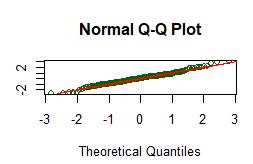 Normal Q-Q Plot
2
-2
-3 -2 -1 0 1 2 3
Theoretical Quantiles